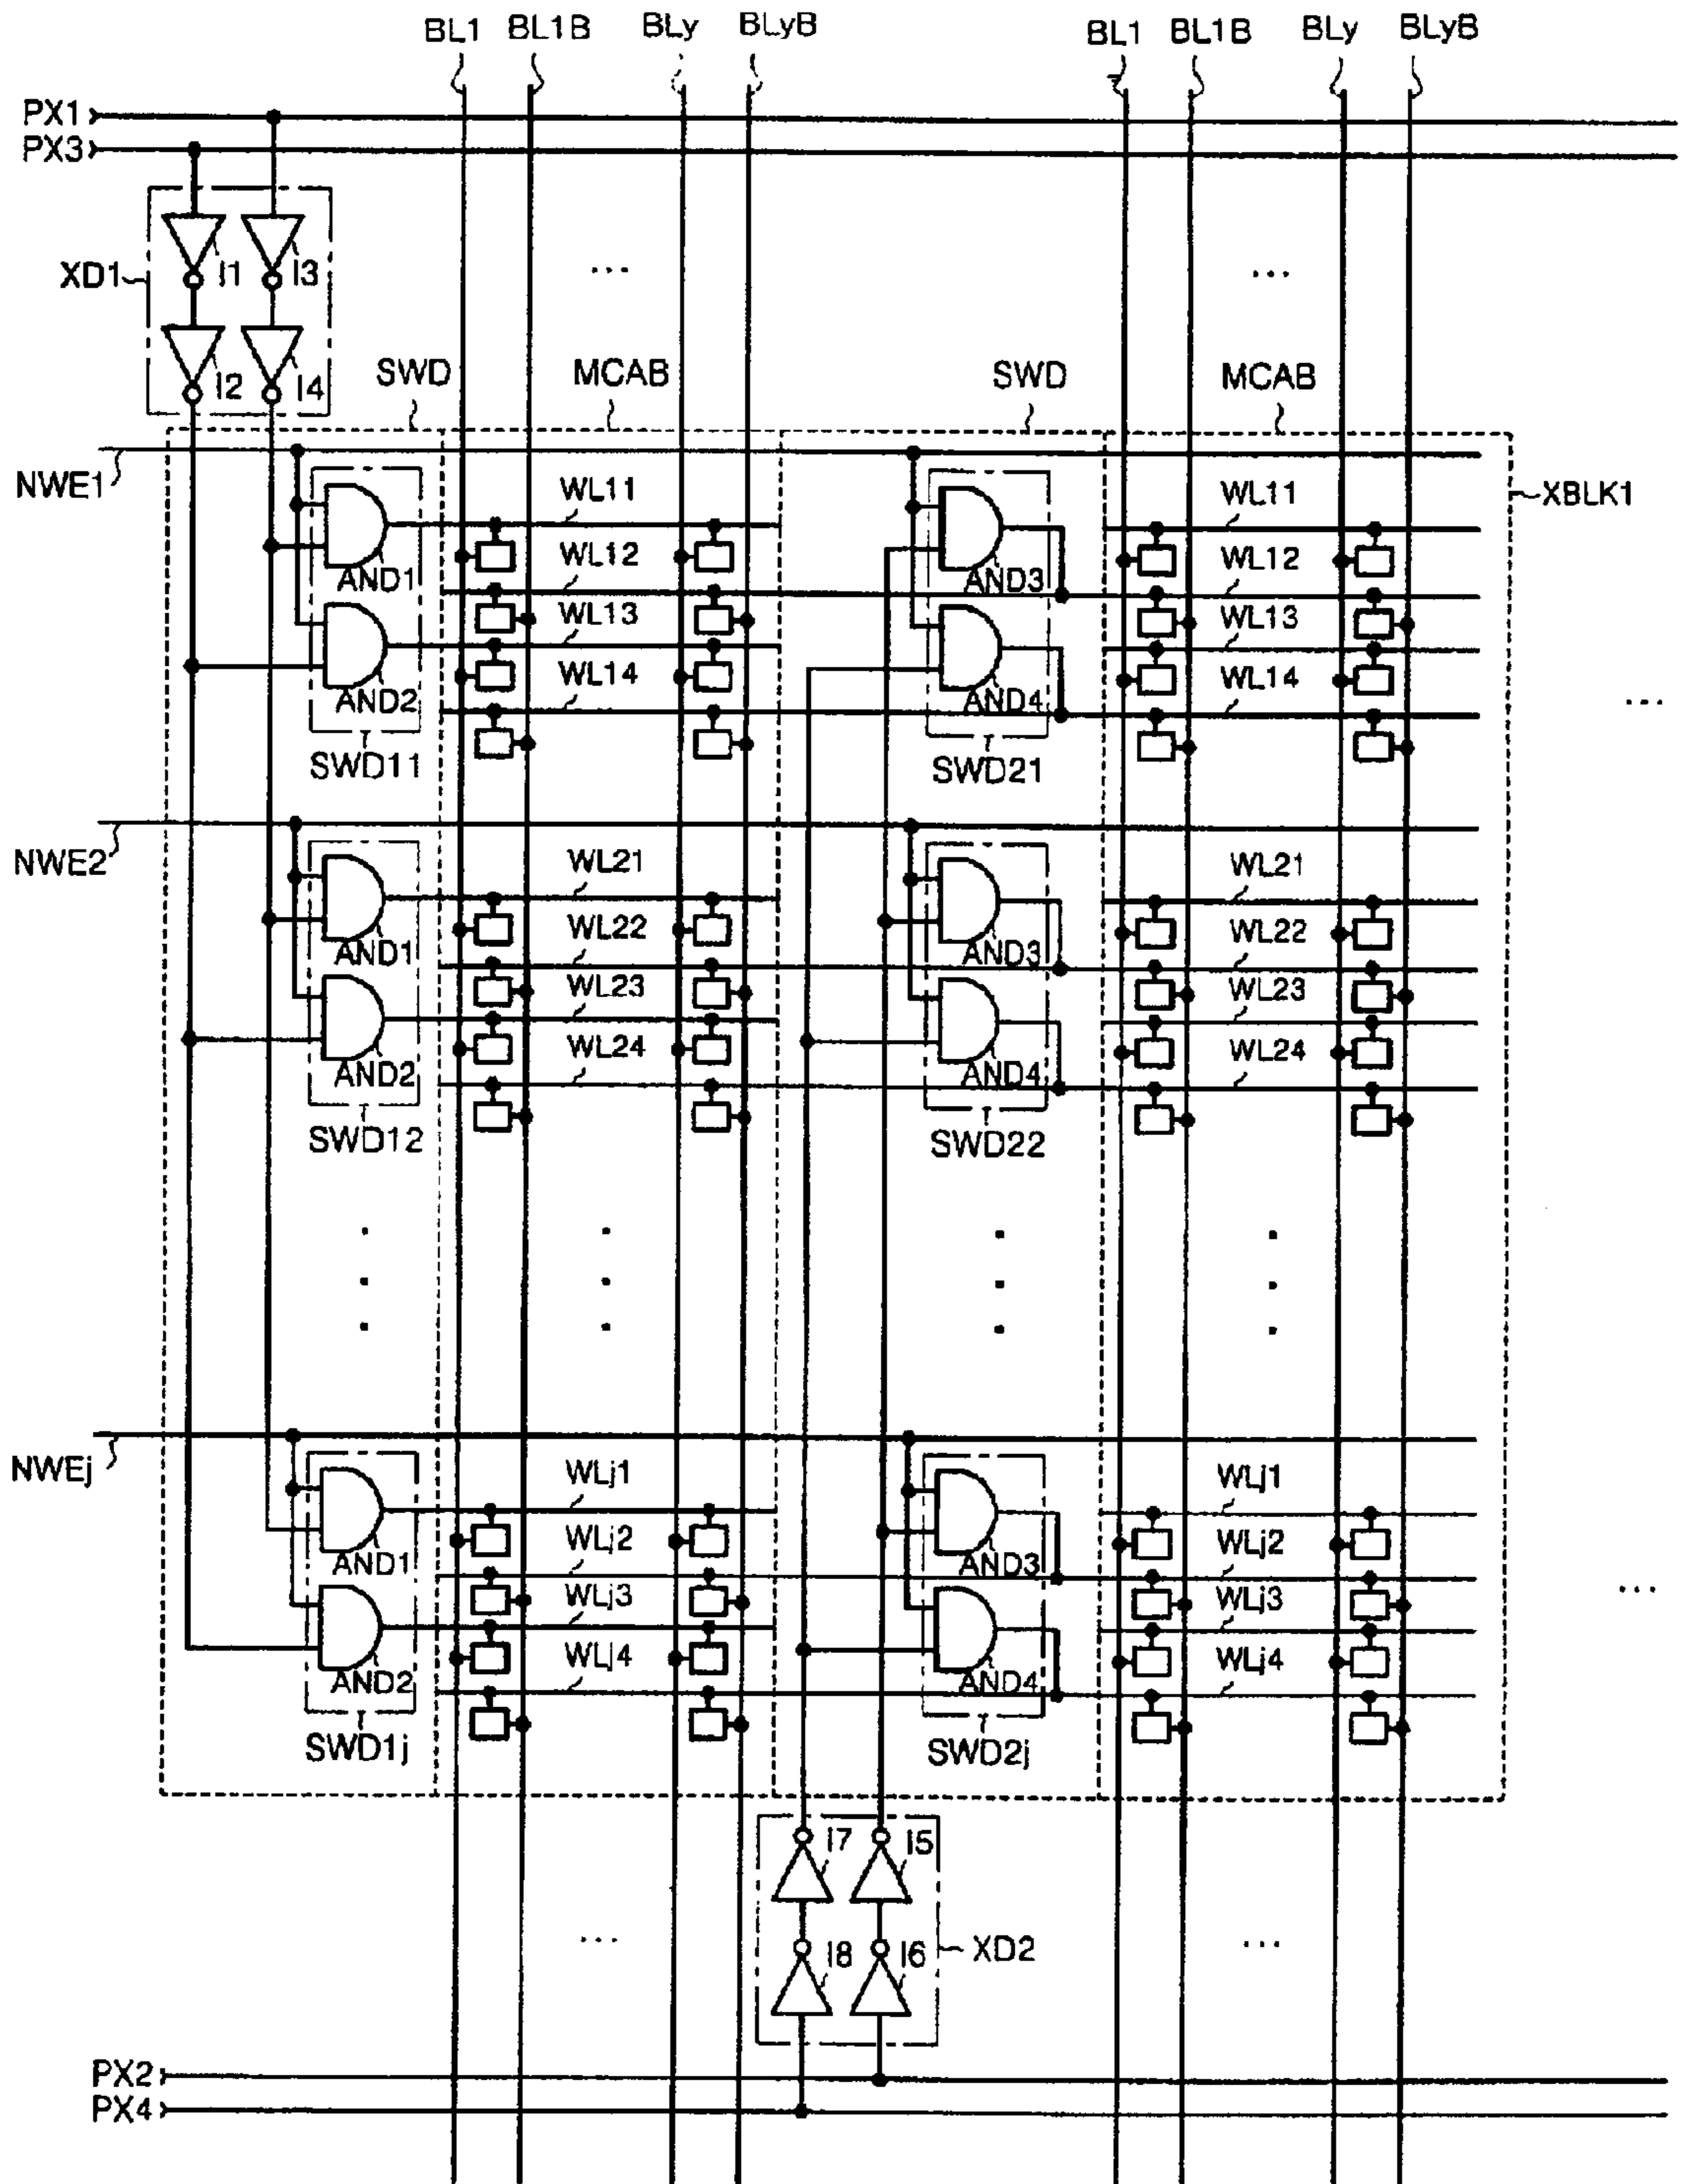 BL1 BL1B BLy BLyB BL1 BL1B BLy BLyB
PX1
PX3
XD1 I1 I3 ... ...
I2 I4 SWD MCAB SWD MCAB
NWE1 WL11 WL11 XBLK1
AND1 WL12 AND3 WL12
WL13 WL13
AND2 WL14 AND4 WL14 ...
SWD11 SWD21
NWE2 WL21 WL21
AND1 WL22 AND3 WL22
WL23 WL23
AND2 WL24 AND4 WL24
SWD12 SWD22
NWEj WLj1 WLj1
AND1 WLj2 AND3 WLj2
WLj3 WLj3 ...
AND2 WLj4 AND4 WLj4
SWD1j SWD2j
I7 I5
... I8 I6 XD2 ...
PX2
PX4